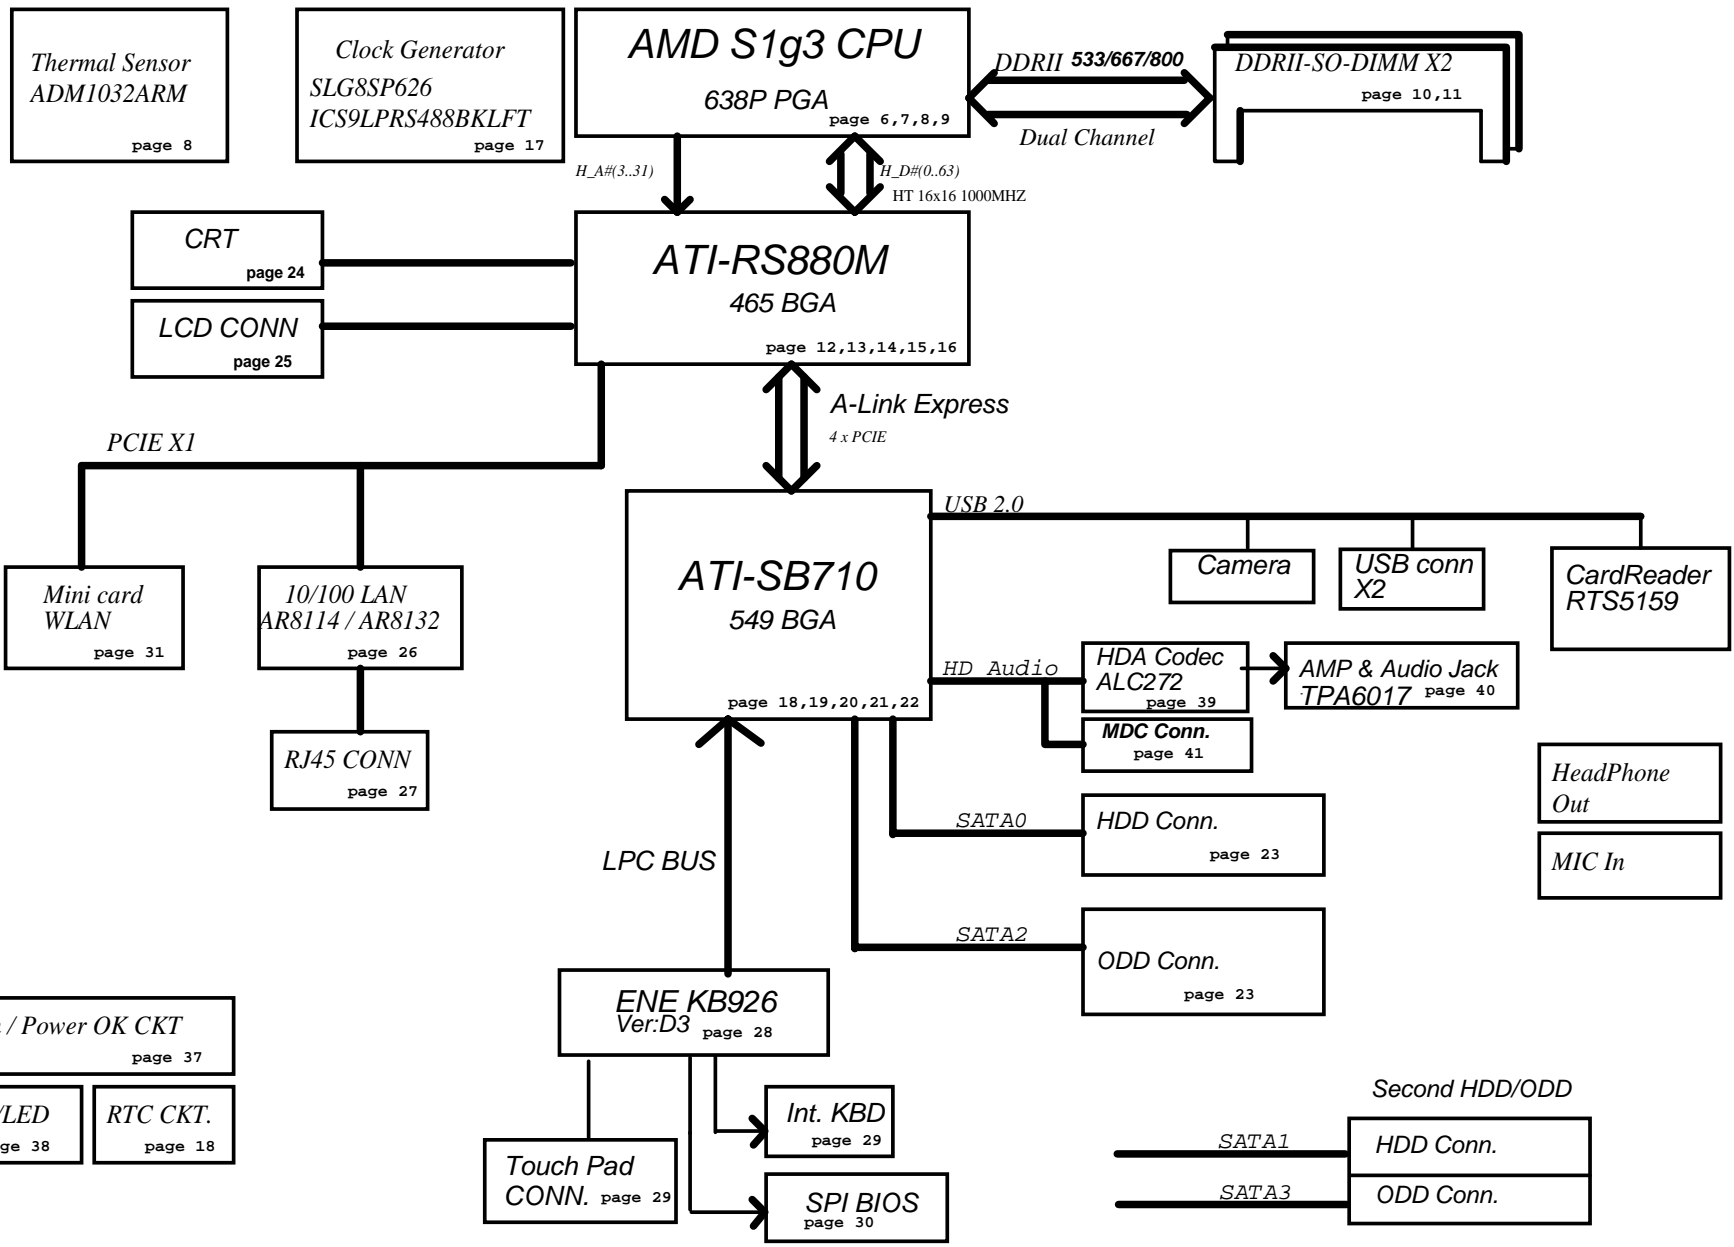 Thermal Sensor
ADM1032ARM
page 8
Clock Generator
SLG8SP626
ICS9LPRS488BKLFT
page 17
AMD S1g3 CPU
638P PGA
page 6,7,8,9
DDRII 533/667/800
Dual Channel
DDRII-SO-DIMM X2
page 10,11
H_A#(3..31)
H_D#(0..63)
HT 16x16 1000MHZ
CRT
page 24
LCD CONN
page 25
ATI-RS880M
465 BGA
page 12,13,14,15,16
A-Link Express
4 x PCIE
PCIE X1
Mini card
WLAN
page 31
10/100 LAN
AR8114 / AR8132
page 26
RJ45 CONN
page 27
ATI-SB710
549 BGA
page 18,19,20,21,22
USB 2.0
Camera
USB conn
X2
CardReader
RTS5159
HD Audio
HDA Codec
ALC272
page 39
AMP & Audio Jack
TPA6017 page 40
MDC Conn.
page 41
HeadPhone
Out
MIC In
SATA0
HDD Conn.
page 23
SATA2
ODD Conn.
page 23
LPC BUS
ENE KB926
Ver:D3 page 28
/ Power OK CKT
page 37
/LED
ge 38
RTC CKT.
page 18
Touch Pad
CONN. page 29
Int. KBD
page 29
SPI BIOS
page 30
Second HDD/ODD
SATA1
HDD Conn.
SATA3
ODD Conn.